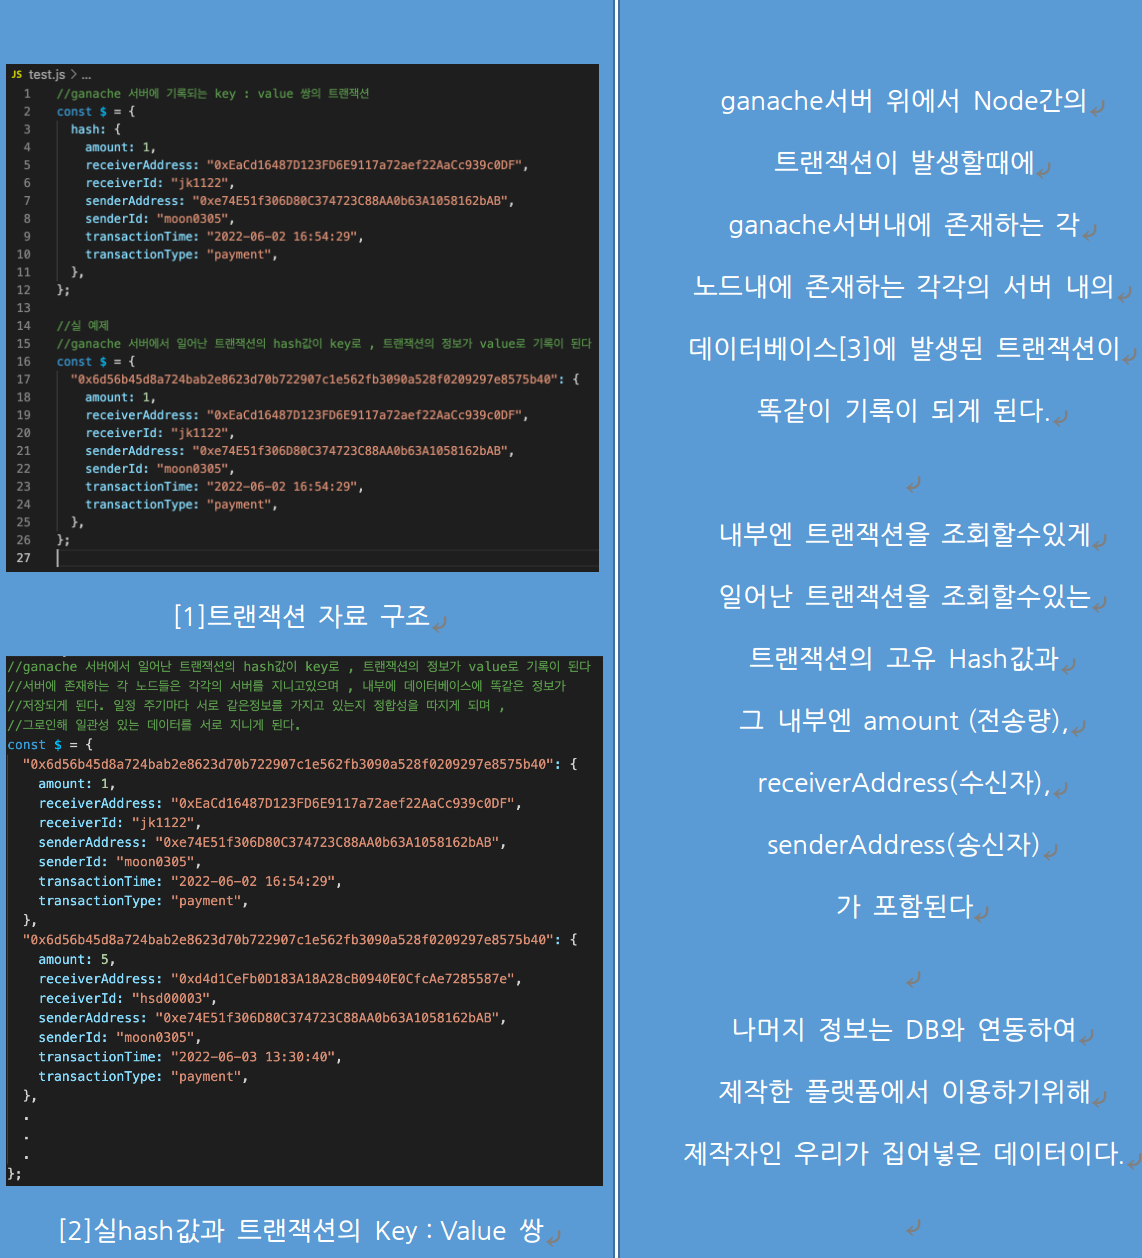 JS test.js > ...
1 //ganache 서버에 기록되는 key : value 쌍의 트랜잭션
2 const $ = {
3 hash: {
4 amount: 1,
5 receiverAddress: "0xEaCd16487D123FD6E9117a72aef22AaCc939c0DF",
6 receiverId: "jk1122",
7 senderAddress: "0xe74E51f306D80C374723C88AA0b63A1058162bAB",
8 senderId: "moon0305",
9 transactionTime: "2022-06-02 16:54:29",
10 transactionType: "payment",
11 },
12 };
13
14 //실 예제
15 //ganache 서버에서 일어난 트랜잭션의 hash값이 key로 , 트랜잭션의 정보가 value로 기록이 된다
16 const $ = {
17 "0x6d56b45d8a724bab2e8623d70b722907c1e562fb3090a528f0209297e8575b40": {
18 amount: 1,
19 receiverAddress: "0xEaCd16487D123FD6E9117a72aef22AaCc939c0DF",
20 receiverId: "jk1122",
21 senderAddress: "0xe74E51f306D80C374723C88AA0b63A1058162bAB",
22 senderId: "moon0305",
23 transactionTime: "2022-06-02 16:54:29",
24 transactionType: "payment",
25 },
26 };
27
[1]트랜잭션 자료 구조
//ganache 서버에서 일어난 트랜잭션의 hash값이 key로 , 트랜잭션의 정보가 value로 기록이 된다
//서버에 존재하는 각 노드들은 각각의 서버를 지니고있으며 , 내부에 데이터베이스에 똑같은 정보가
//저장되게 된다. 일정 주기마다 서로 같은정보를 가지고 있는지 정합성을 따지게 되며 ,
//그로인해 일관성 있는 데이터를 서로 지니게 된다.
const $ = {
"0x6d56b45d8a724bab2e8623d70b722907c1e562fb3090a528f0209297e8575b40": {
amount: 1,
receiverAddress: "0xEaCd16487D123FD6E9117a72aef22AaCc939c0DF",
receiverId: "jk1122",
senderAddress: "0xe74E51f306D80C374723C88AA0b63A1058162bAB",
senderId: "moon0305",
transactionTime: "2022-06-02 16:54:29",
transactionType: "payment",
},
"0x6d56b45d8a724bab2e8623d70b722907c1e562fb3090a528f0209297e8575b40": {
amount: 5,
receiverAddress: "0xd4d1CeFb0D183A18A28cB0940E0CfcAe7285587e",
receiverId: "hsd00003",
senderAddress: "0xe74E51f306D80C374723C88AA0b63A1058162bAB",
senderId: "moon0305",
transactionTime: "2022-06-03 13:30:40",
transactionType: "payment",
},
.
.
.
};
[2]실hash값과 트랜잭션의 Key : Value 쌍
ganache서버 위에서 Node간의
트랜잭션이 발생할때에
ganache서버내에 존재하는 각
노드내에 존재하는 각각의 서버 내의
데이터베이스[3]에 발생된 트랜잭션이
똑같이 기록이 되게 된다.
내부엔 트랜잭션을 조회할수있게
일어난 트랜잭션을 조회할수있는
트랜잭션의 고유 Hash값과
그 내부엔 amount (전송량),
receiverAddress(수신자),
senderAddress(송신자)
가 포함된다
나머지 정보는 DB와 연동하여
제작한 플랫폼에서 이용하기위해
제작자인 우리가 집어넣은 데이터이다.